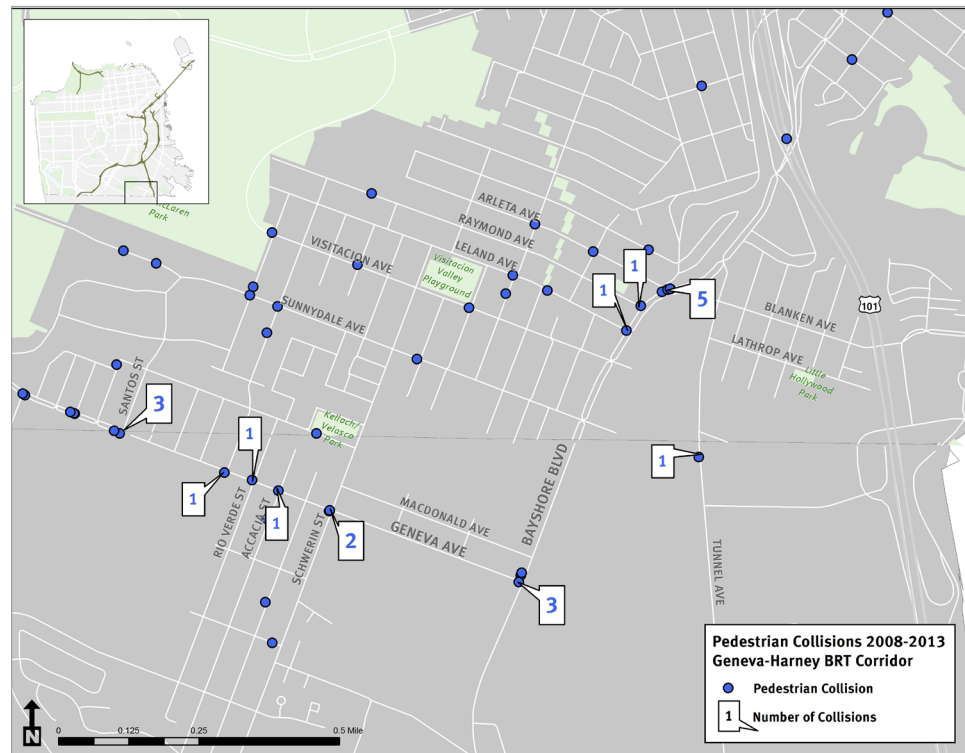 McLaren
Park
ARLETA AVE
RAYMOND AVE
LELAND AVE
VISITACION AVE
Visitacion
Valley
Playground
SUNNYDALE AVE
1
1
5
101
BLANKEN AVE
LATHROP AVE
Little
Hollywood
Park
SANTOS ST
3
Kelloch/
Velasco
Park
1
1
1
2
1
RIO VERDE ST
ACCACIA ST
SCHWERIN ST
MACDONALD AVE
GENEVA AVE
BAYSHORE BLVD
3
TUNNEL AVE
Pedestrian Collisions 2008-2013
Geneva-Harney BRT Corridor
Pedestrian Collision
1 Number of Collisions
N
0 0.125 0.25 0.5 Mile